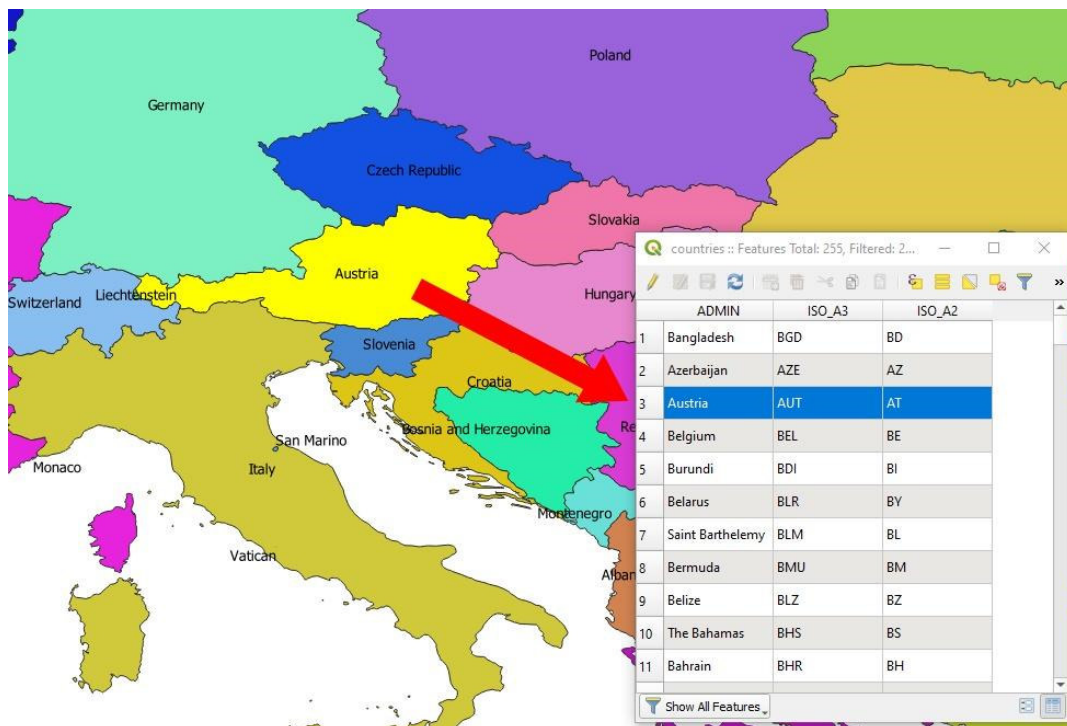 Poland
Germany
Czech Republic
Slovakia
Austria
Switzerland
Liechtenstein
Hungary
Slovenia
Croatia
Bosnia and Herzegovina
San Marino
Monaco
Italy
Montenegro
Vatican
countries :: Features Total: 255, Filtered: 2...
»
ADMIN ISO_A3 ISO_A2
1 Bangladesh BGD BD
2 Azerbaijan AZE AZ
3 Austria AUT AT
4 Belgium BEL BE
5 Burundi BDI BI
6 Belarus BLR BY
7 Saint Barthelemy BLM BL
8 Bermuda BMU BM
9 Belize BLZ BZ
10 The Bahamas BHS BS
11 Bahrain BHR BH
Show All Features